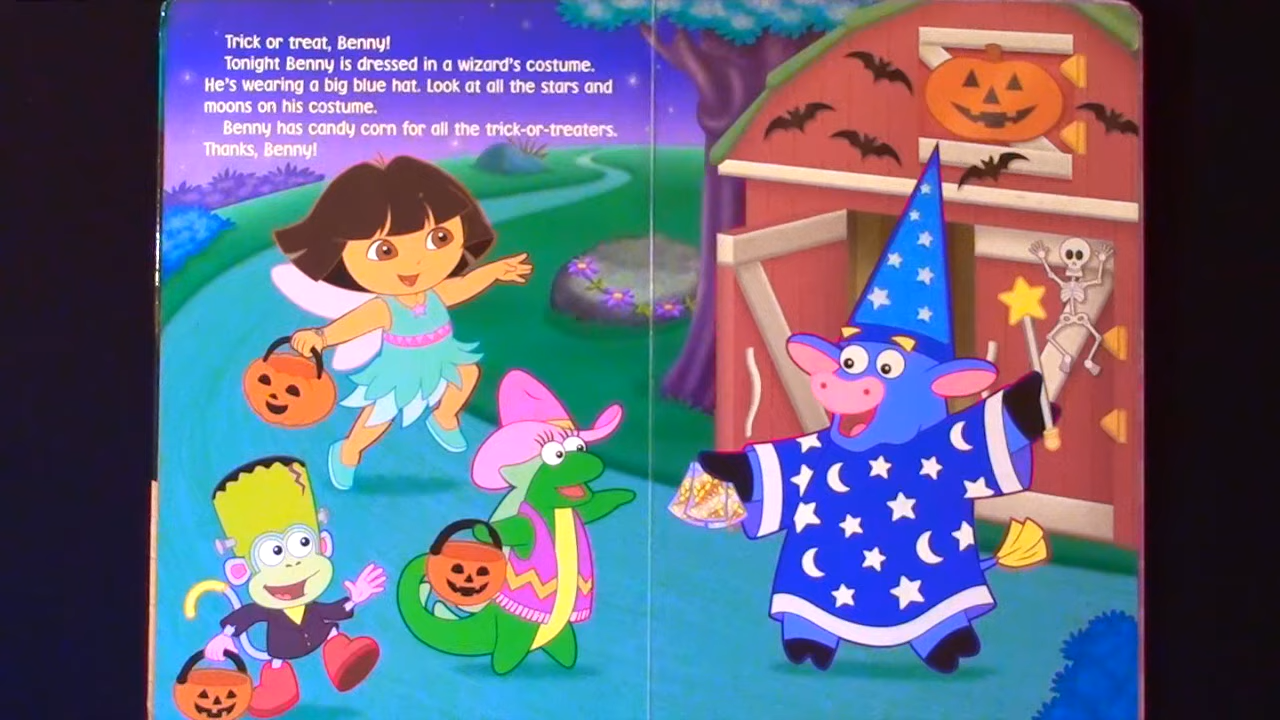 Trick or treat, Benny!
Tonight Benny is dressed in a wizard's costume.
He's wearing a big blue hat. Look at all the stars and
moons on his costume.
Benny has candy corn for all the trick-or-treaters.
Thanks, Benny!